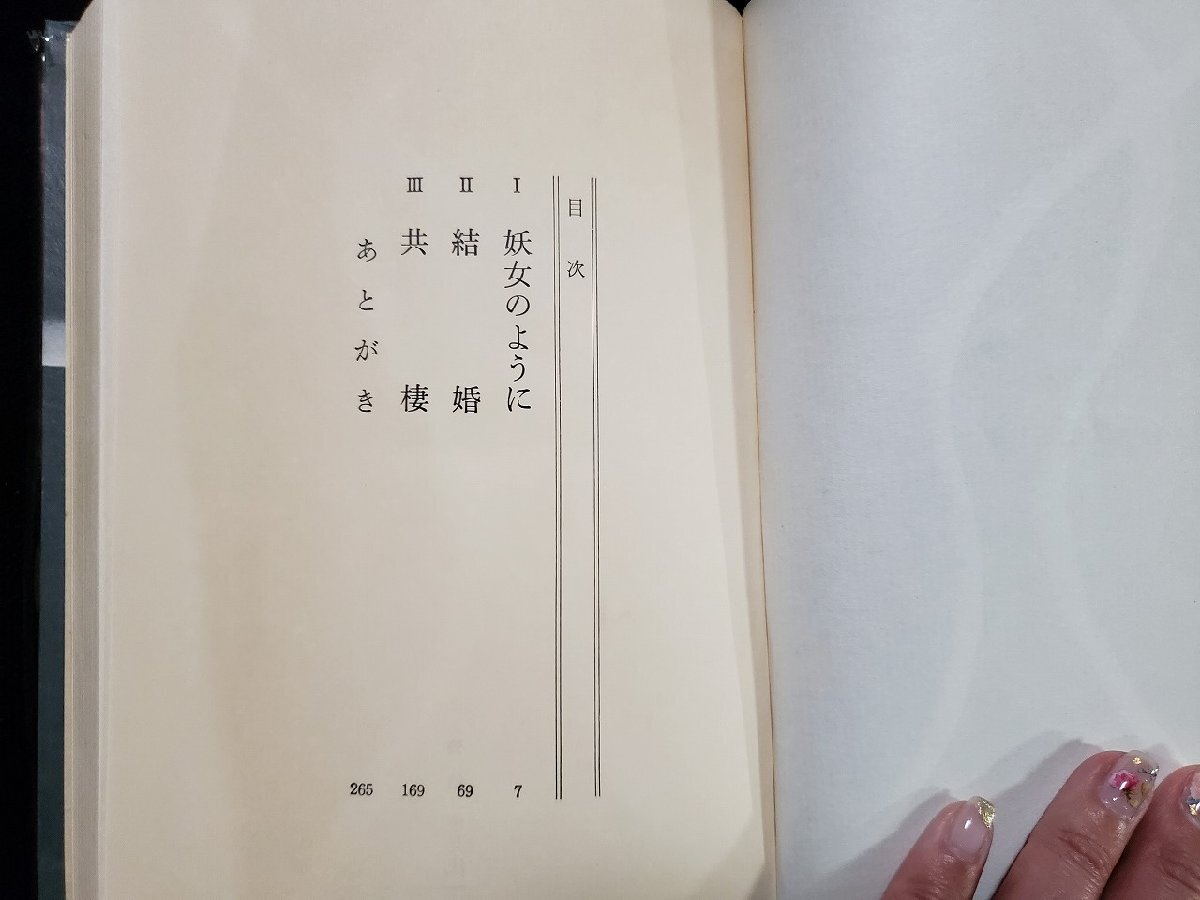 目次
Ⅰ 妖女のように 7
Ⅱ 結婚 69
Ⅲ 共棲 169
あとがき 265